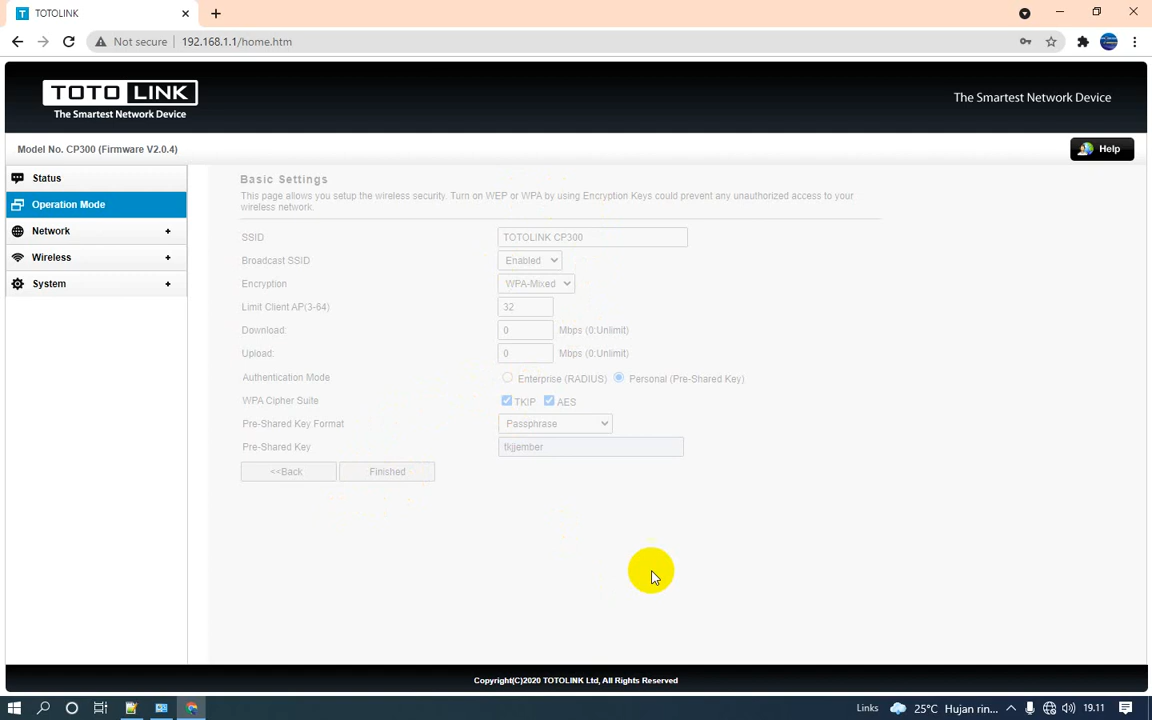 TOTOLINK
Not secure
192.168.1.1/home.htm
TOTO LINK
The Smartest Network Device
The Smartest Network Device
Model No. CP300 (Firmware V2.0.4)
Help
Status
Operation Mode
Network +
Wireless +
System +
Basic Settings
This page allows you setup the wireless security. Turn on WEP or WPA by using Encryption Keys could prevent any unauthorized access to your
wireless network.
SSID TOTOLINK CP300
Broadcast SSID Enabled
Encryption WPA-Mixed
Limit Client AP(3-64) 32
Download: 0 Mbps (0:Unlimit)
Upload: 0 Mbps (0:Unlimit)
Authentication Mode Enterprise (RADIUS) Personal (Pre-Shared Key)
WPA Cipher Suite TKIP AES
Pre-Shared Key Format Passphrase
Pre-Shared Key tkjjember
<<Back Finished
Copyright(C)2020 TOTOLINK Ltd, All Rights Reserved
Links 25°C Hujan rin... 19.11